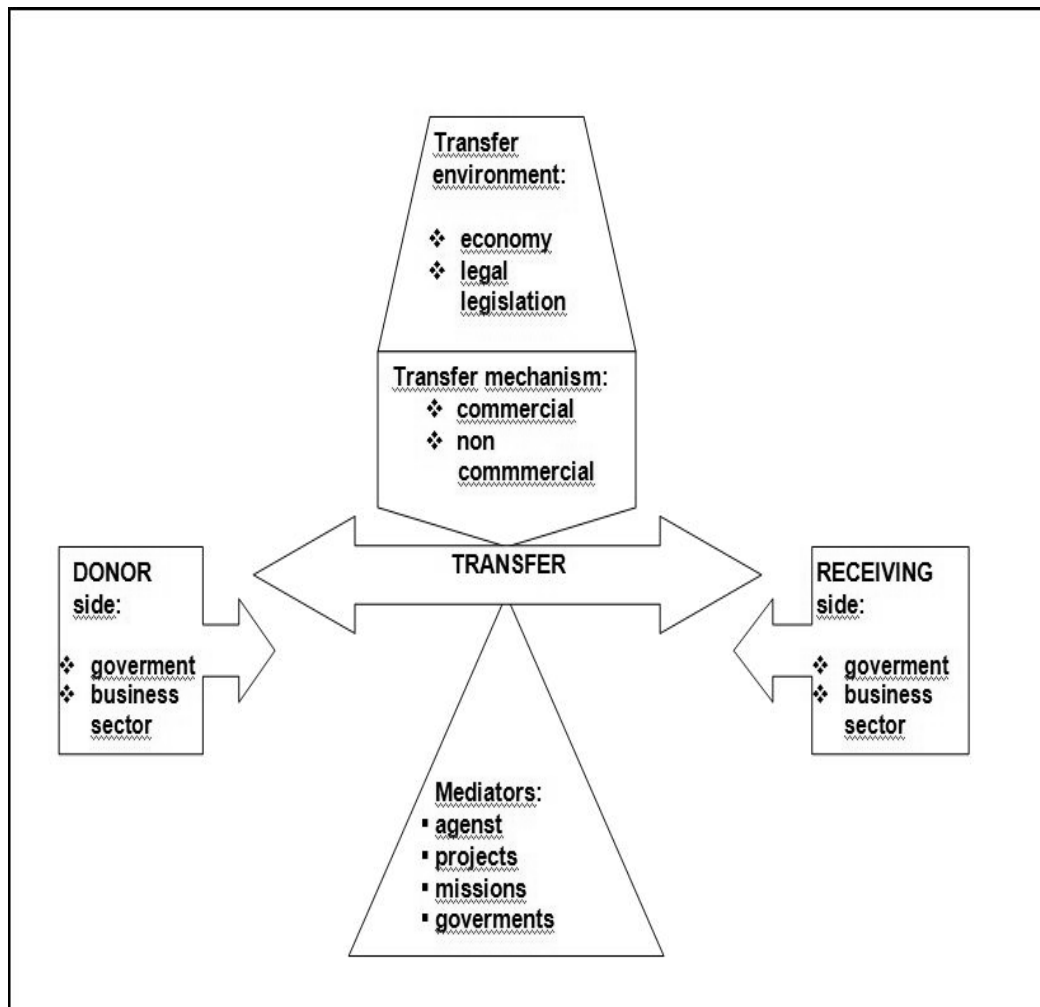 Transfer
environment:
❖ economy
❖ legal
legislation
Transfer mechanism:
❖ commercial
❖ non
commmercial
TRANSFER
DONOR
side:
❖ goverment
❖ business
sector
RECEIVING
side:
❖ goverment
❖ business
sector
Mediators:
▪ agenst
▪ projects
▪ missions
▪ goverments